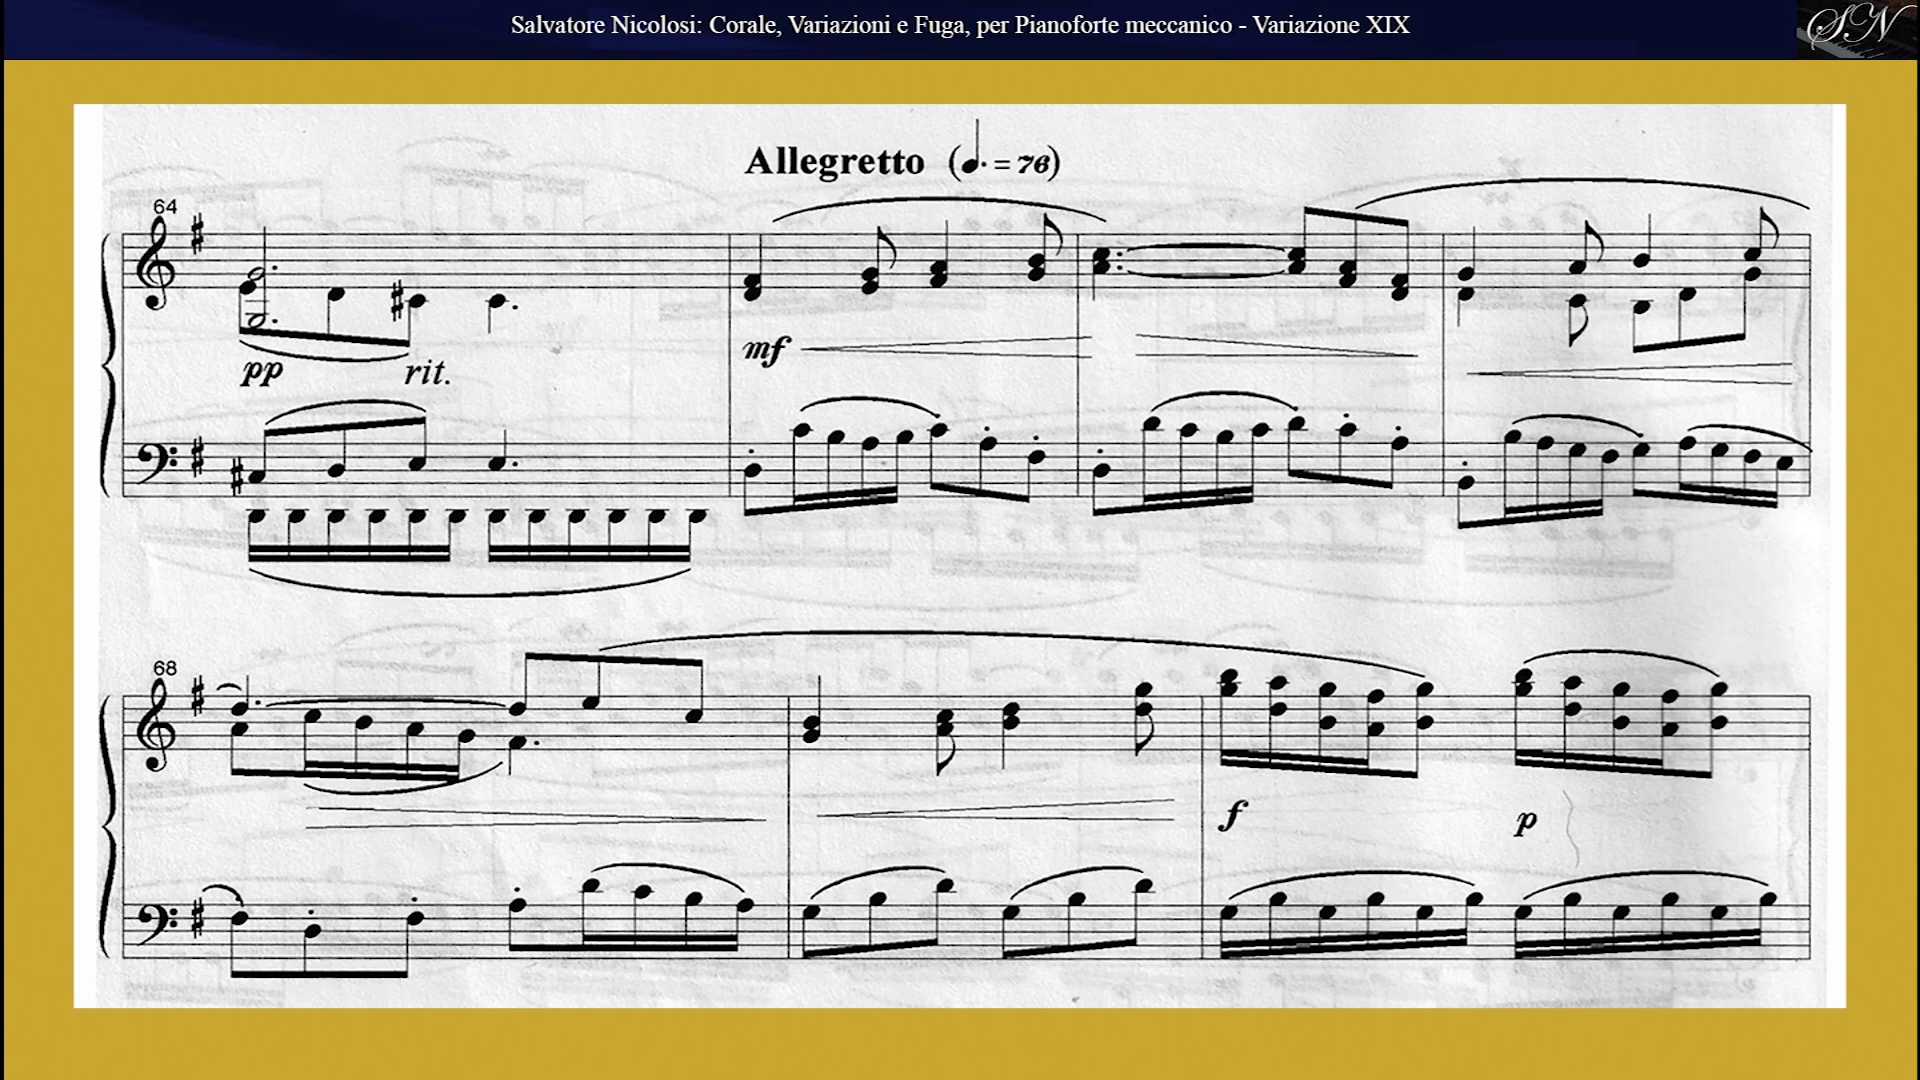 Salvatore Nicolosi: Corale, Variazioni e Fuga, per Pianoforte meccanico - Variazione XIX
SN
Allegretto (♩. = 76)
64
mf
pp rit.
68
f p